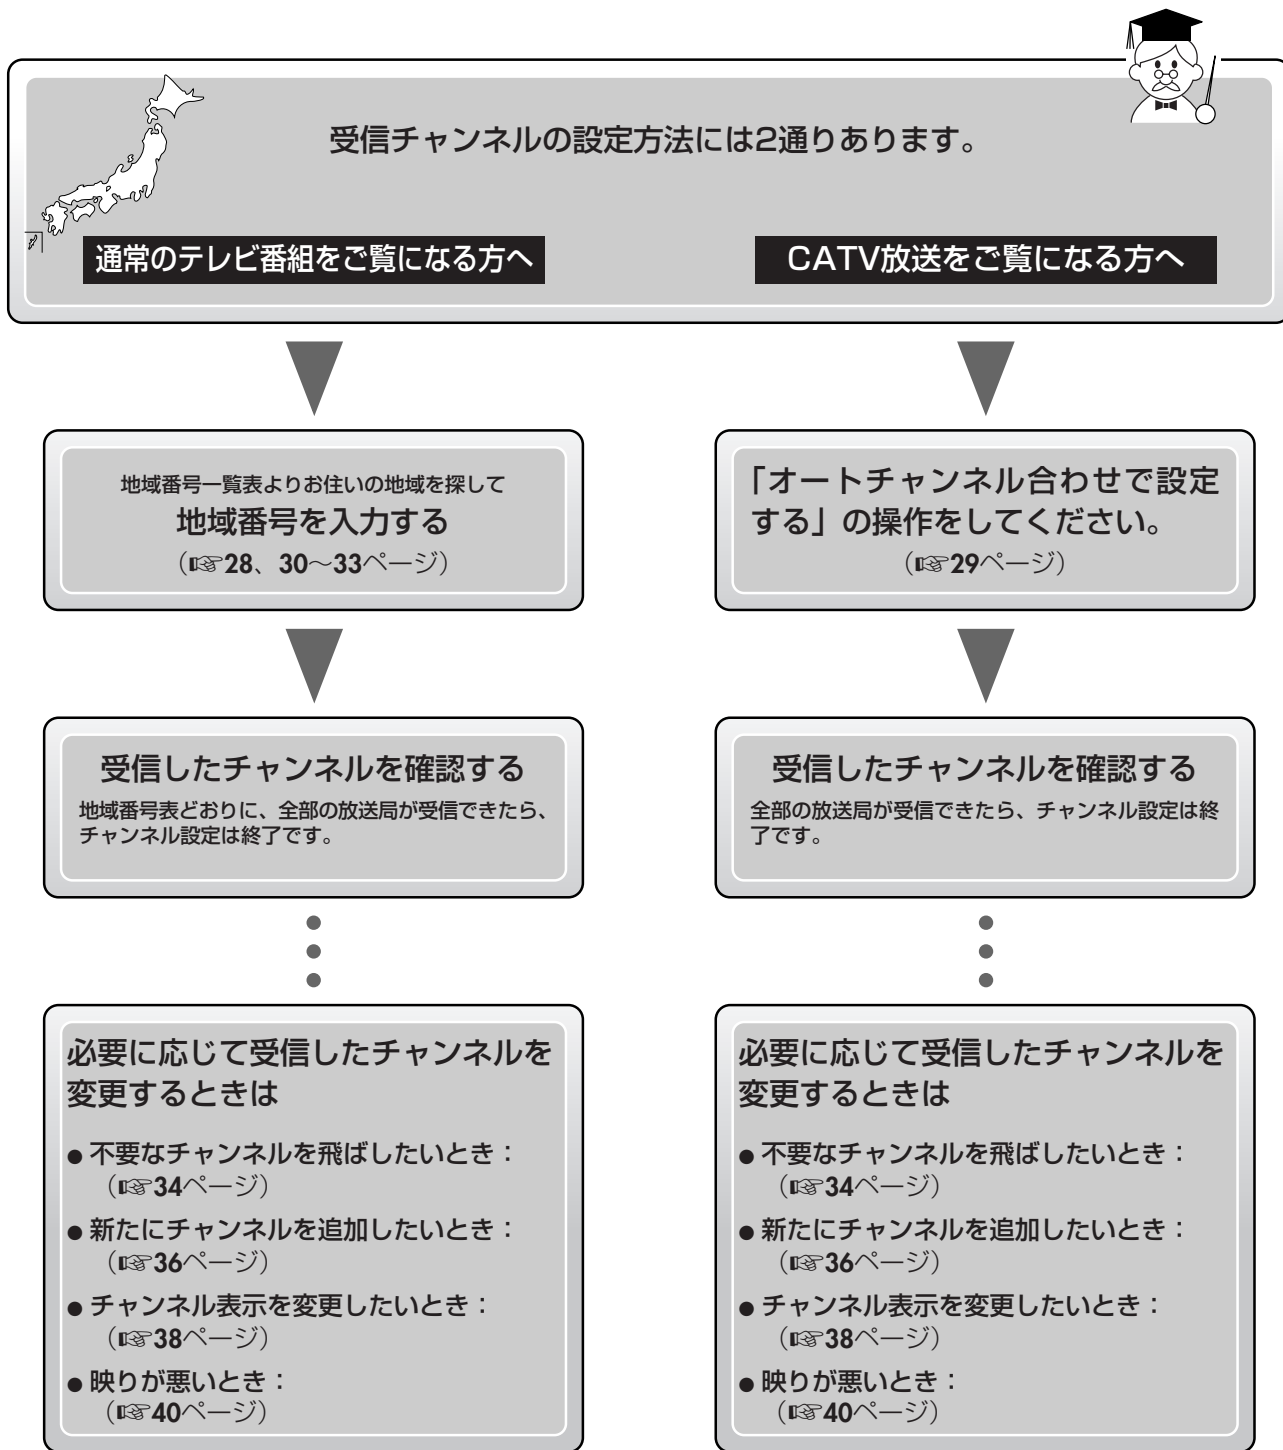 受信チャンネルの設定方法には2通りあります。
通常のテレビ番組をご覧になる方へ
CATV放送をご覧になる方へ
地域番号一覧表よりお住いの地域を探して
地域番号を入力する
（☞28、30～33ページ）
「オートチャンネル合わせで設定
する」の操作をしてください。
（☞29ページ）
受信したチャンネルを確認する
地域番号表どおりに、全部の放送局が受信できたら、
チャンネル設定は終了です。
受信したチャンネルを確認する
全部の放送局が受信できたら、チャンネル設定は終
了です。
必要に応じて受信したチャンネルを
変更するときは
● 不要なチャンネルを飛ばしたいとき：
（☞34ページ）
● 新たにチャンネルを追加したいとき：
（☞36ページ）
● チャンネル表示を変更したいとき：
（☞38ページ）
● 映りが悪いとき：
（☞40ページ）
必要に応じて受信したチャンネルを
変更するときは
● 不要なチャンネルを飛ばしたいとき：
（☞34ページ）
● 新たにチャンネルを追加したいとき：
（☞36ページ）
● チャンネル表示を変更したいとき：
（☞38ページ）
● 映りが悪いとき：
（☞40ページ）